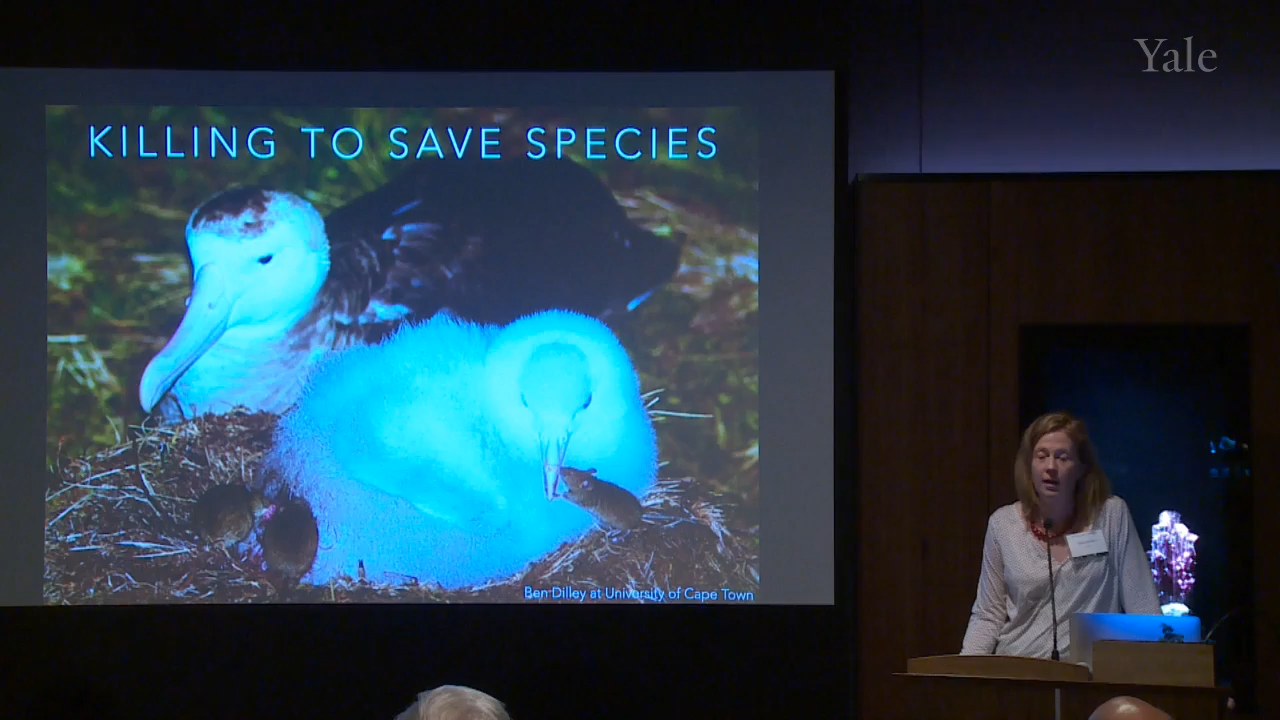 Yale
KILLING TO SAVE SPECIES
Ben Dilley at University of Cape Town